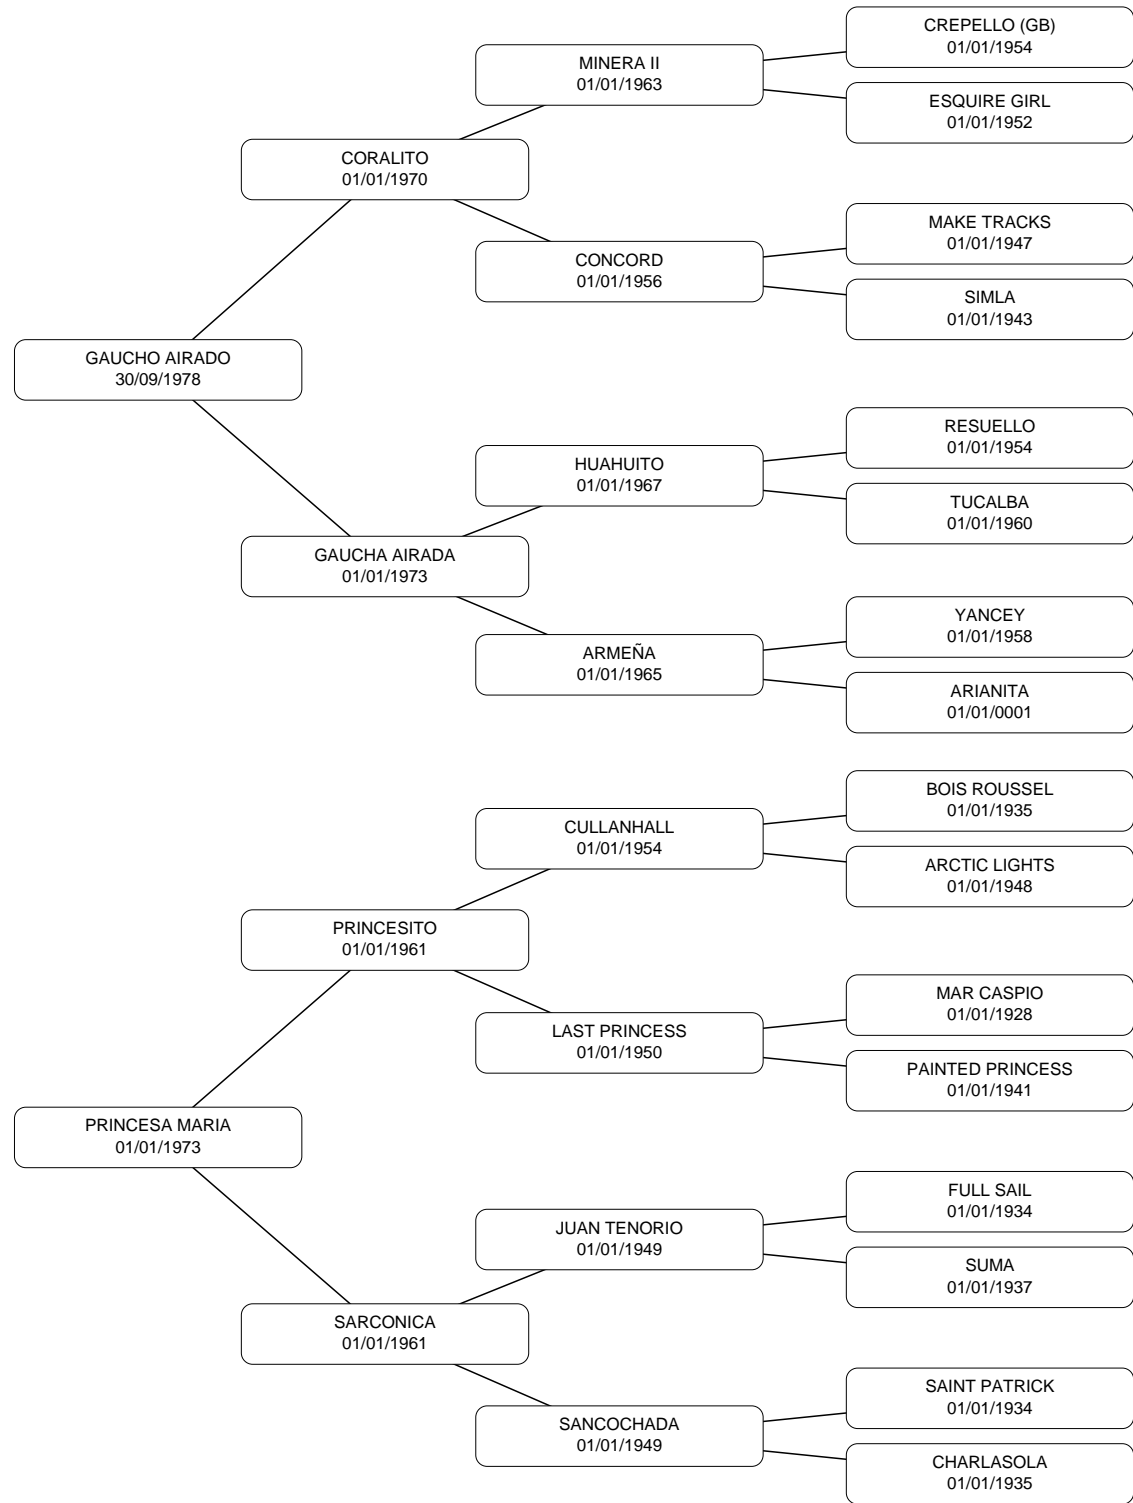 CREPELLO (GB)
01/01/1954
MINERA II
01/01/1963
ESQUIRE GIRL
01/01/1952
CORALITO
01/01/1970
MAKE TRACKS
01/01/1947
CONCORD
01/01/1956
SIMLA
01/01/1943
GAUCHO AIRADO
30/09/1978
RESUELLO
01/01/1954
HUAHUITO
01/01/1967
TUCALBA
01/01/1960
GAUCHA AIRADA
01/01/1973
YANCEY
01/01/1958
ARMEÑA
01/01/1965
ARIANITA
01/01/0001
BOIS ROUSSEL
01/01/1935
CULLANHALL
01/01/1954
ARCTIC LIGHTS
01/01/1948
PRINCESITO
01/01/1961
MAR CASPIO
01/01/1928
LAST PRINCESS
01/01/1950
PAINTED PRINCESS
01/01/1941
PRINCESA MARIA
01/01/1973
FULL SAIL
01/01/1934
JUAN TENORIO
01/01/1949
SUMA
01/01/1937
SARCONICA
01/01/1961
SAINT PATRICK
01/01/1934
SANCOCHADA
01/01/1949
CHARLASOLA
01/01/1935